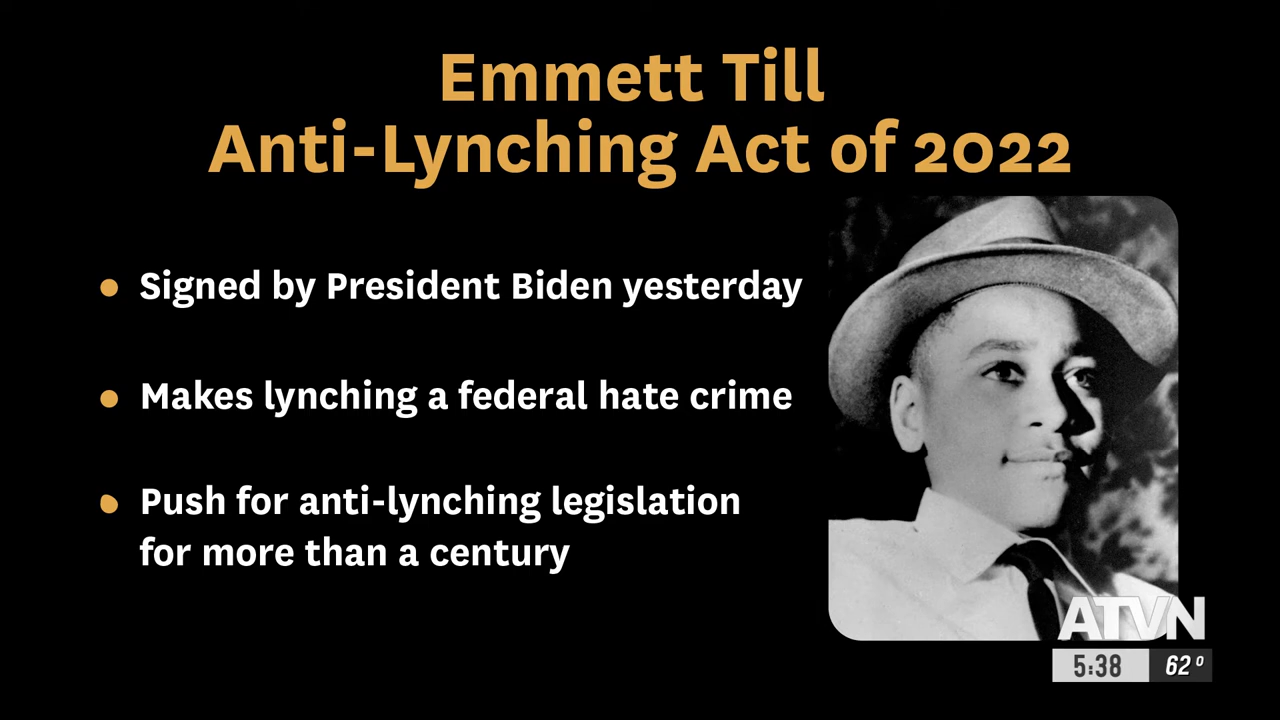 Emmett Till
Anti-Lynching Act of 2022
• Signed by President Biden yesterday
• Makes lynching a federal hate crime
• Push for anti-lynching legislation
for more than a century
ATVN
5:38 62º